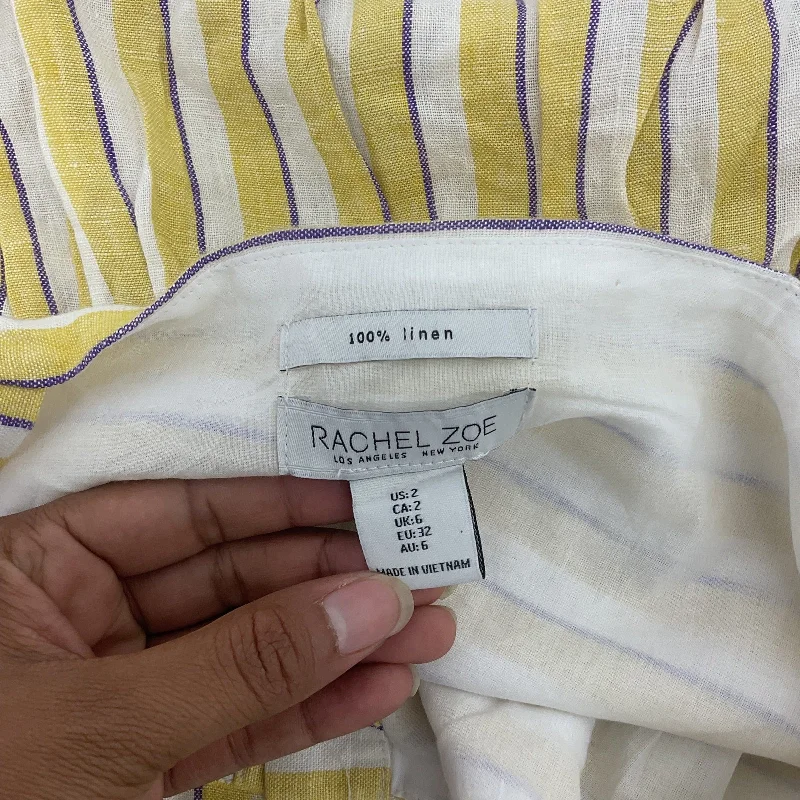 100% linen
RACHEL ZOE
LOS ANGELES NEW YORK
US: 2
CA: 2
UK: 6
EU: 32
AU: 6
MADE IN VIETNAM